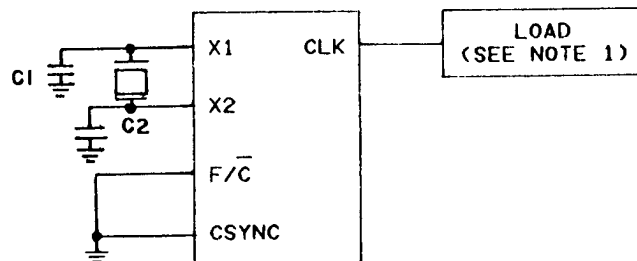 X1
CLK
LOAD
(SEE NOTE 1)
C1
X2
C2
F/C̅
CSYNC